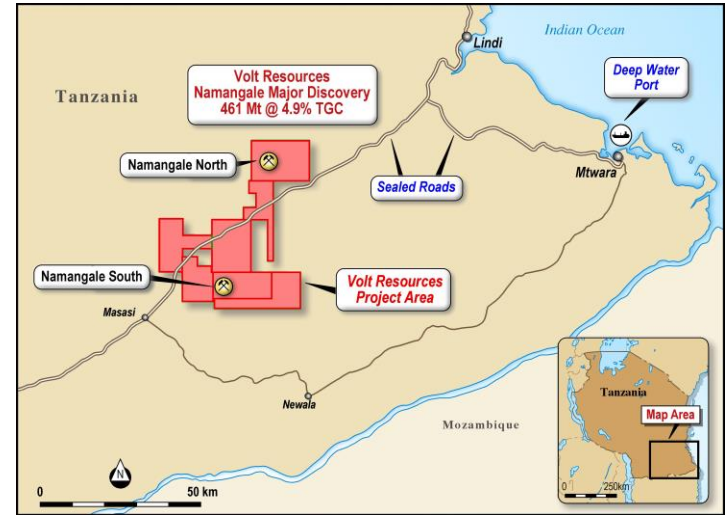 Indian Ocean
Lindi
Tanzania
Volt Resources
Namangale Major Discovery
461 Mt @ 4.9% TGC
Deep Water
Port
Namangale North
Sealed Roads
Mtwara
Namangale South
Volt Resources
Project Area
Masasi
Newala
Mozambique
Tanzania
Map Area
N
0
50 km
0
250km